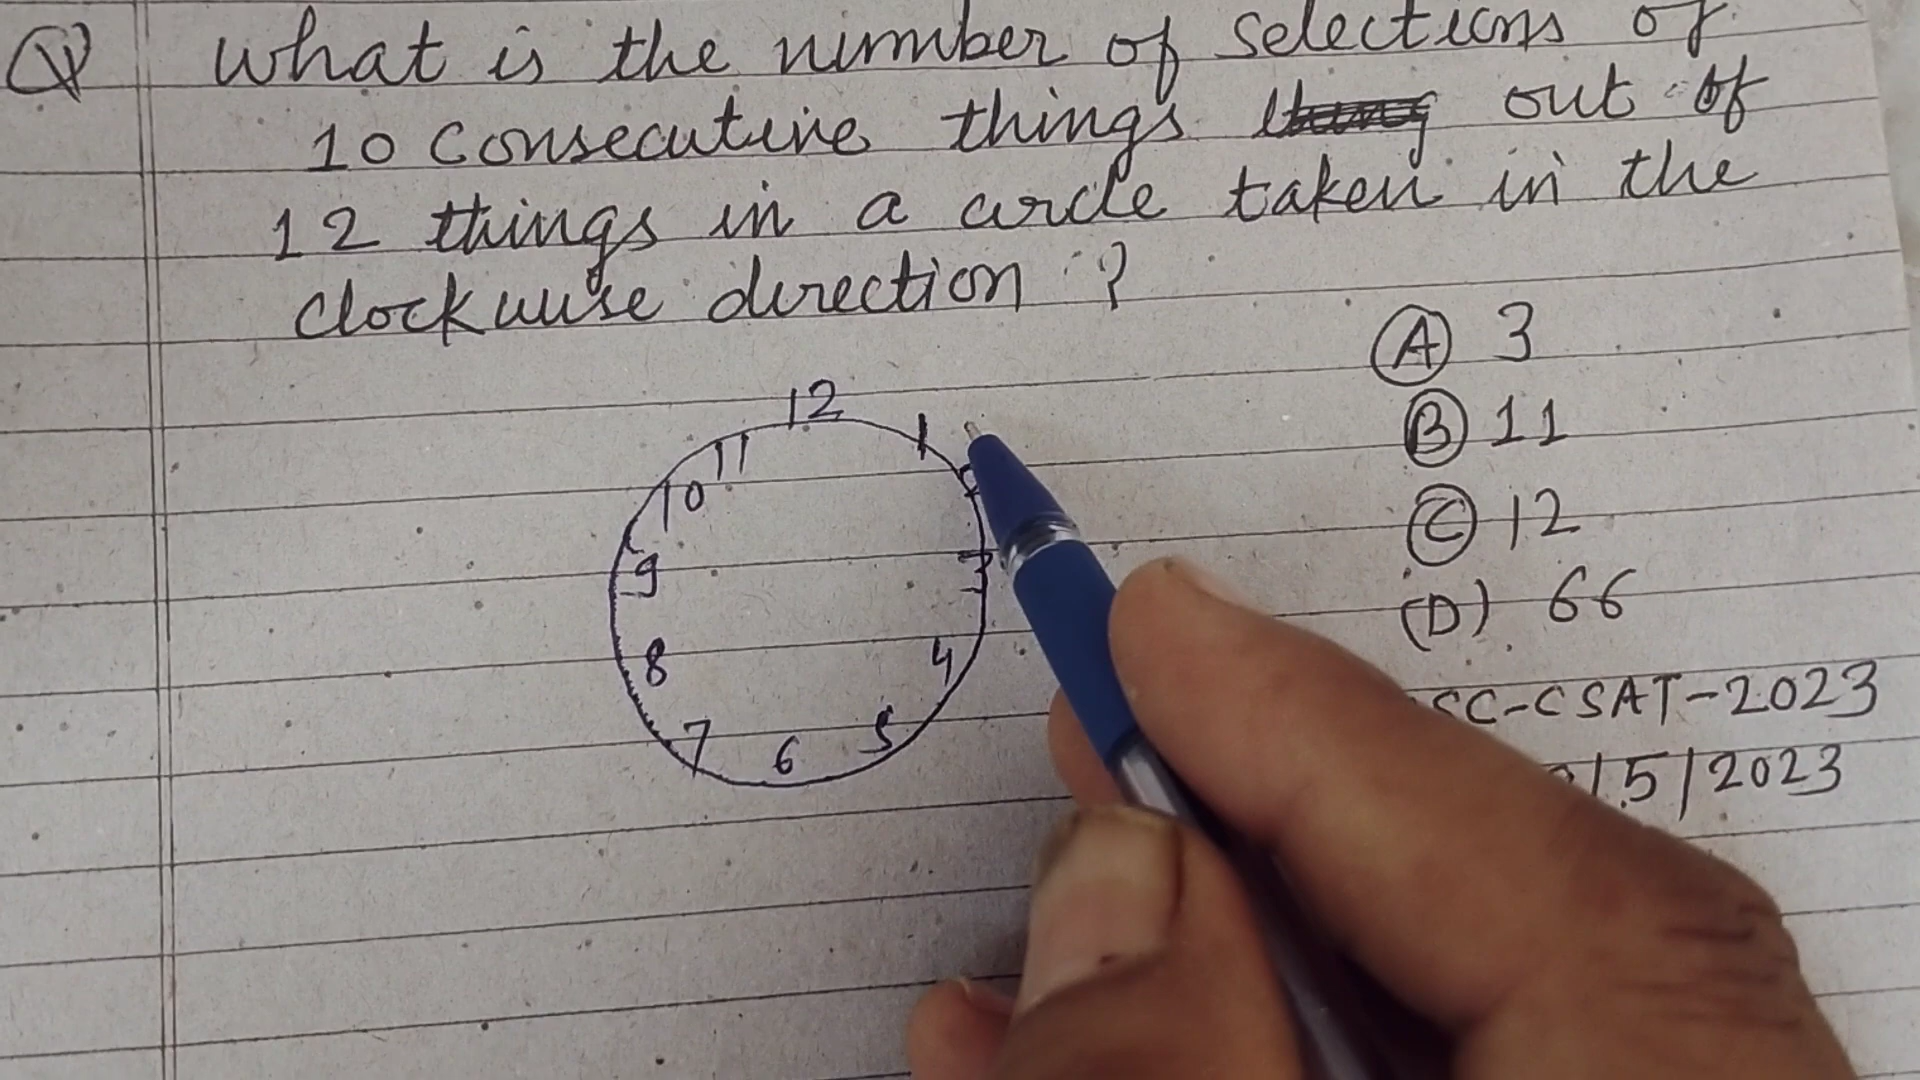 Q What is the number of selections of
10 consecutive things out of
12 things in a circle taken in the
clockwise direction ?
(A) 3
(B) 11
(C) 12
(D) 66
SC-CSAT-2023
/5/2023
12
1
11
10
3
9
4
8
5
7
6